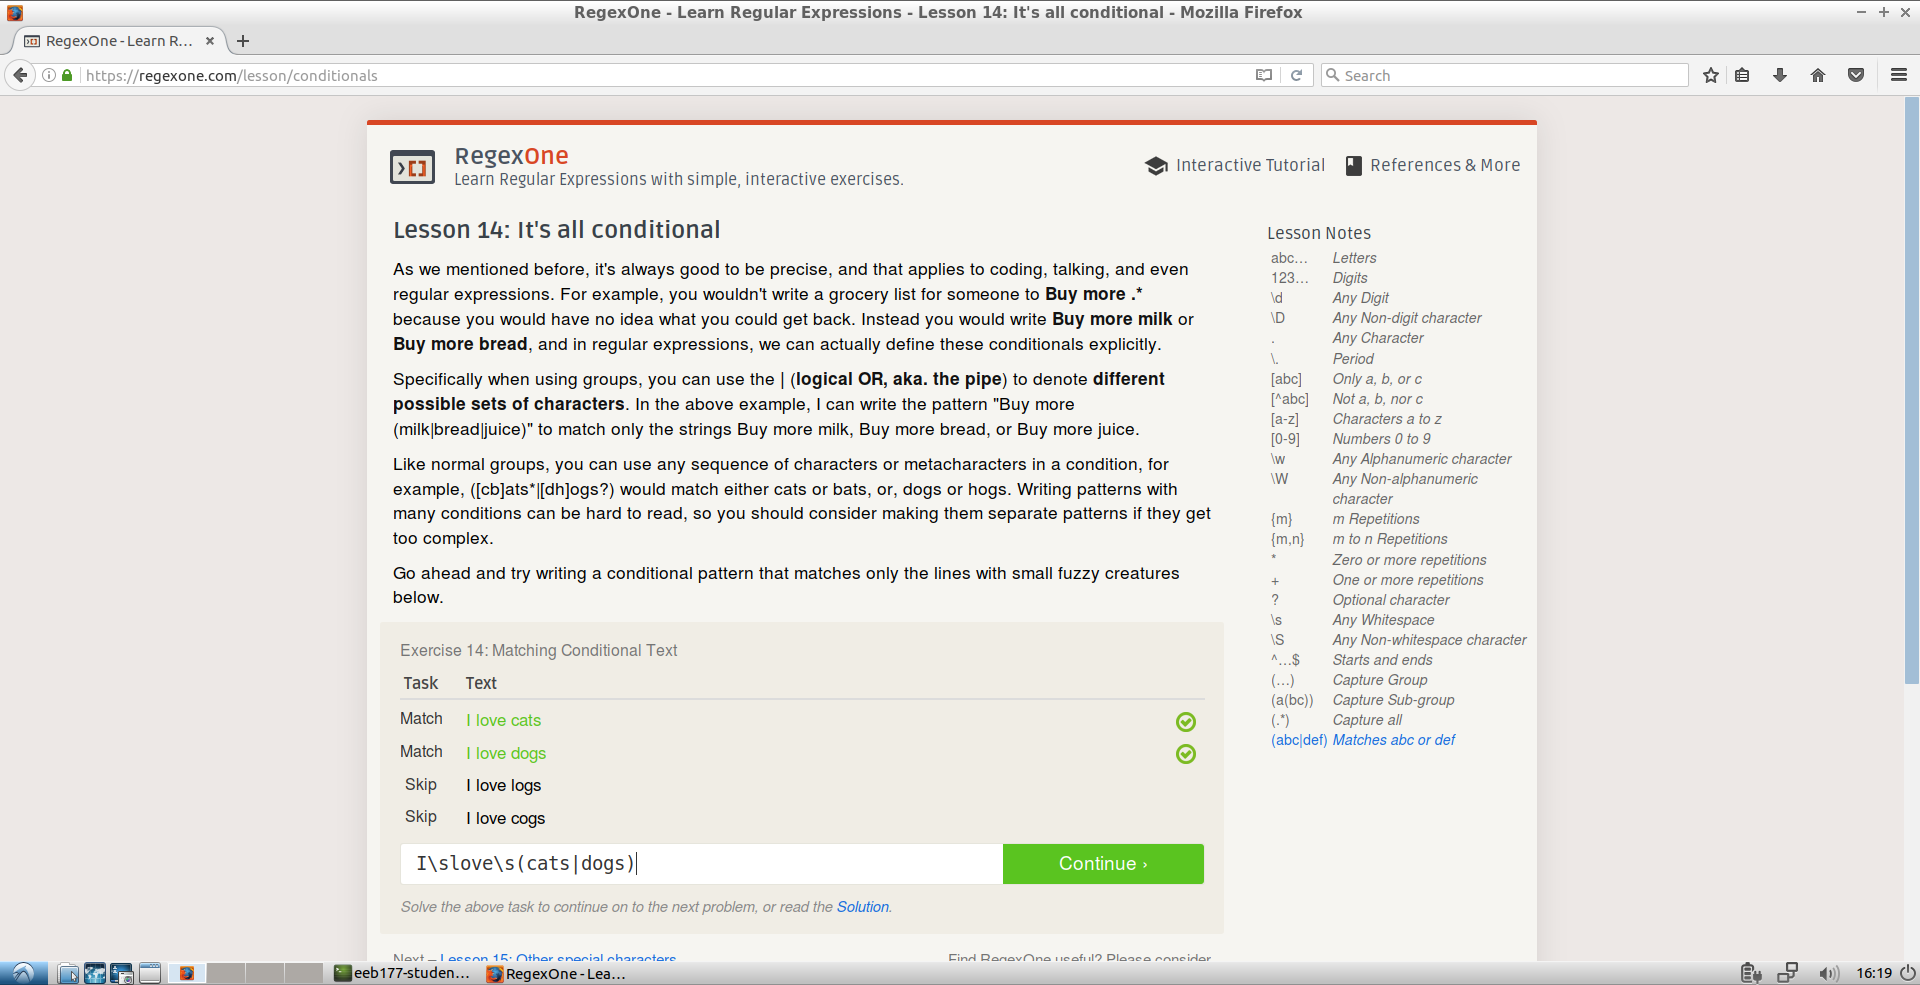 RegexOne - Learn Regular Expressions - Lesson 14: It's all conditional - Mozilla Firefox
RegexOne - Learn R...
https://regexone.com/lesson/conditionals
Search
RegexOne
Learn Regular Expressions with simple, interactive exercises.
Interactive Tutorial
References & More
Lesson 14: It's all conditional
As we mentioned before, it's always good to be precise, and that applies to coding, talking, and even
regular expressions. For example, you wouldn't write a grocery list for someone to Buy more .*
because you would have no idea what you could get back. Instead you would write Buy more milk or
Buy more bread, and in regular expressions, we can actually define these conditionals explicitly.
Specifically when using groups, you can use the | (logical OR, aka. the pipe) to denote different
possible sets of characters. In the above example, I can write the pattern "Buy more
(milk|bread|juice)" to match only the strings Buy more milk, Buy more bread, or Buy more juice.
Like normal groups, you can use any sequence of characters or metacharacters in a condition, for
example, ([cb]ats*|[dh]ogs?) would match either cats or bats, or, dogs or hogs. Writing patterns with
many conditions can be hard to read, so you should consider making them separate patterns if they get
too complex.
Go ahead and try writing a conditional pattern that matches only the lines with small fuzzy creatures
below.
Exercise 14: Matching Conditional Text
Task Text
Match I love cats
Match I love dogs
Skip I love logs
Skip I love cogs
I\slove\s(cats|dogs)
Continue ›
Solve the above task to continue on to the next problem, or read the Solution.
Next – Lesson 15: Other special characters
Find RegexOne useful? Please consider
Lesson Notes
abc… Letters
123… Digits
\d Any Digit
\D Any Non-digit character
. Any Character
\. Period
[abc] Only a, b, or c
[^abc] Not a, b, nor c
[a-z] Characters a to z
[0-9] Numbers 0 to 9
\w Any Alphanumeric character
\W Any Non-alphanumeric
character
{m} m Repetitions
{m,n} m to n Repetitions
* Zero or more repetitions
+ One or more repetitions
? Optional character
\s Any Whitespace
\S Any Non-whitespace character
^…$ Starts and ends
(…) Capture Group
(a(bc)) Capture Sub-group
(.*) Capture all
(abc|def) Matches abc or def
eeb177-studen...
RegexOne - Lea...
16:19